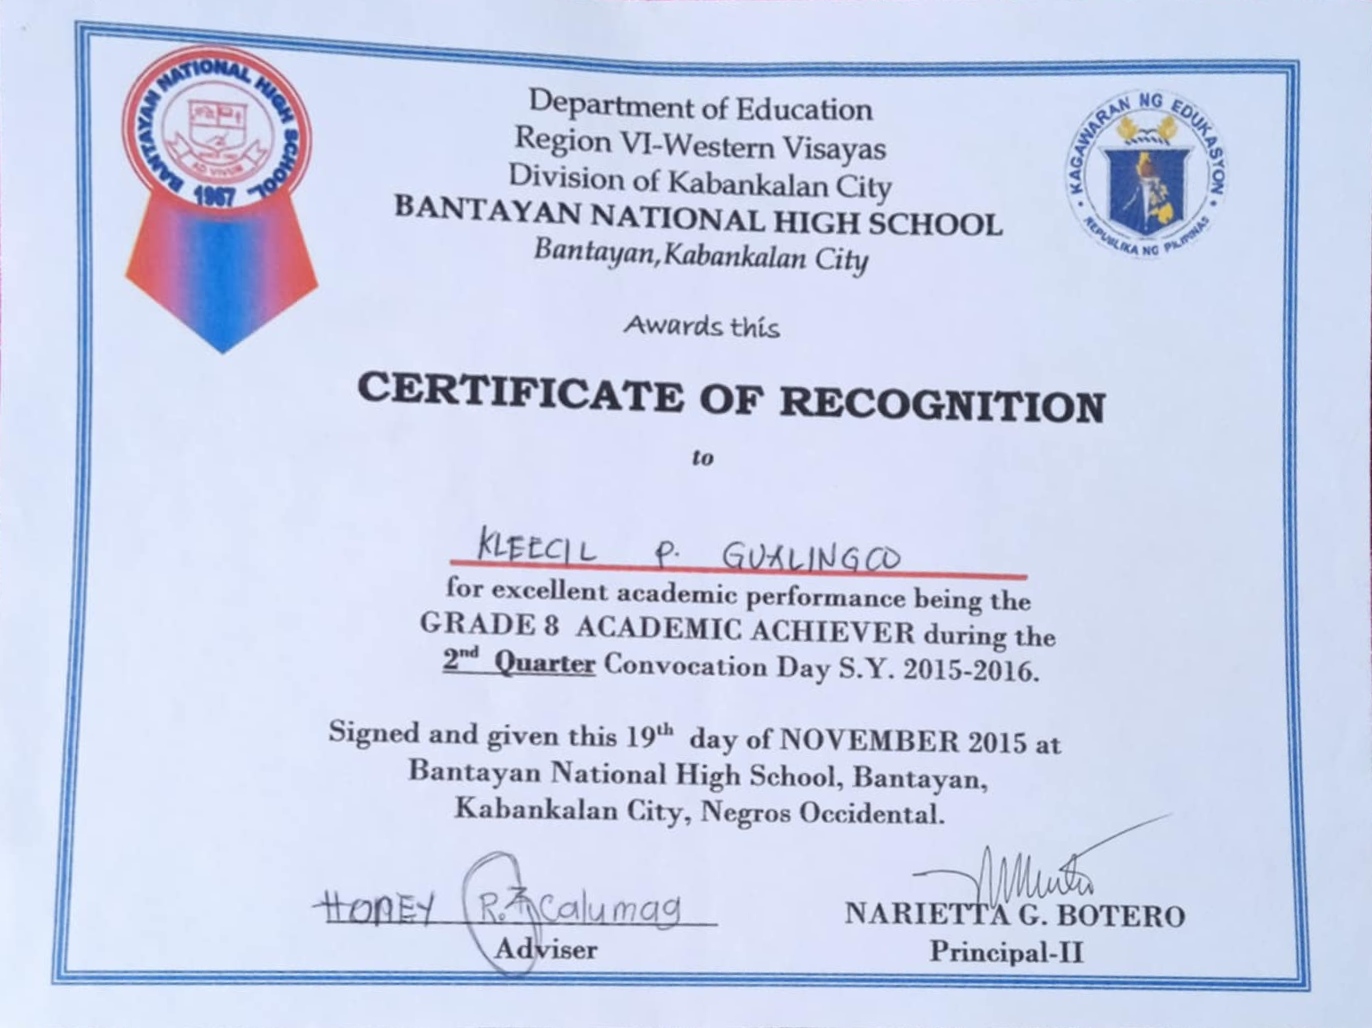 BANTAYAN NATIONAL HIGH SCHOOL
1967
KAGAWARAN NG EDUKASYON
REPUBLIKA NG PILIPINAS
Department of Education
Region VI-Western Visayas
Division of Kabankalan City
BANTAYAN NATIONAL HIGH SCHOOL
Bantayan,Kabankalan City
Awards this
CERTIFICATE OF RECOGNITION
to
KLEECIL P. GUALINGCO
for excellent academic performance being the
GRADE 8 ACADEMIC ACHIEVER during the
2nd Quarter Convocation Day S.Y. 2015-2016.
Signed and given this 19th day of NOVEMBER 2015 at
Bantayan National High School, Bantayan,
Kabankalan City, Negros Occidental.
HONEY R. Calumag
Adviser
NARIETTA G. BOTERO
Principal-II